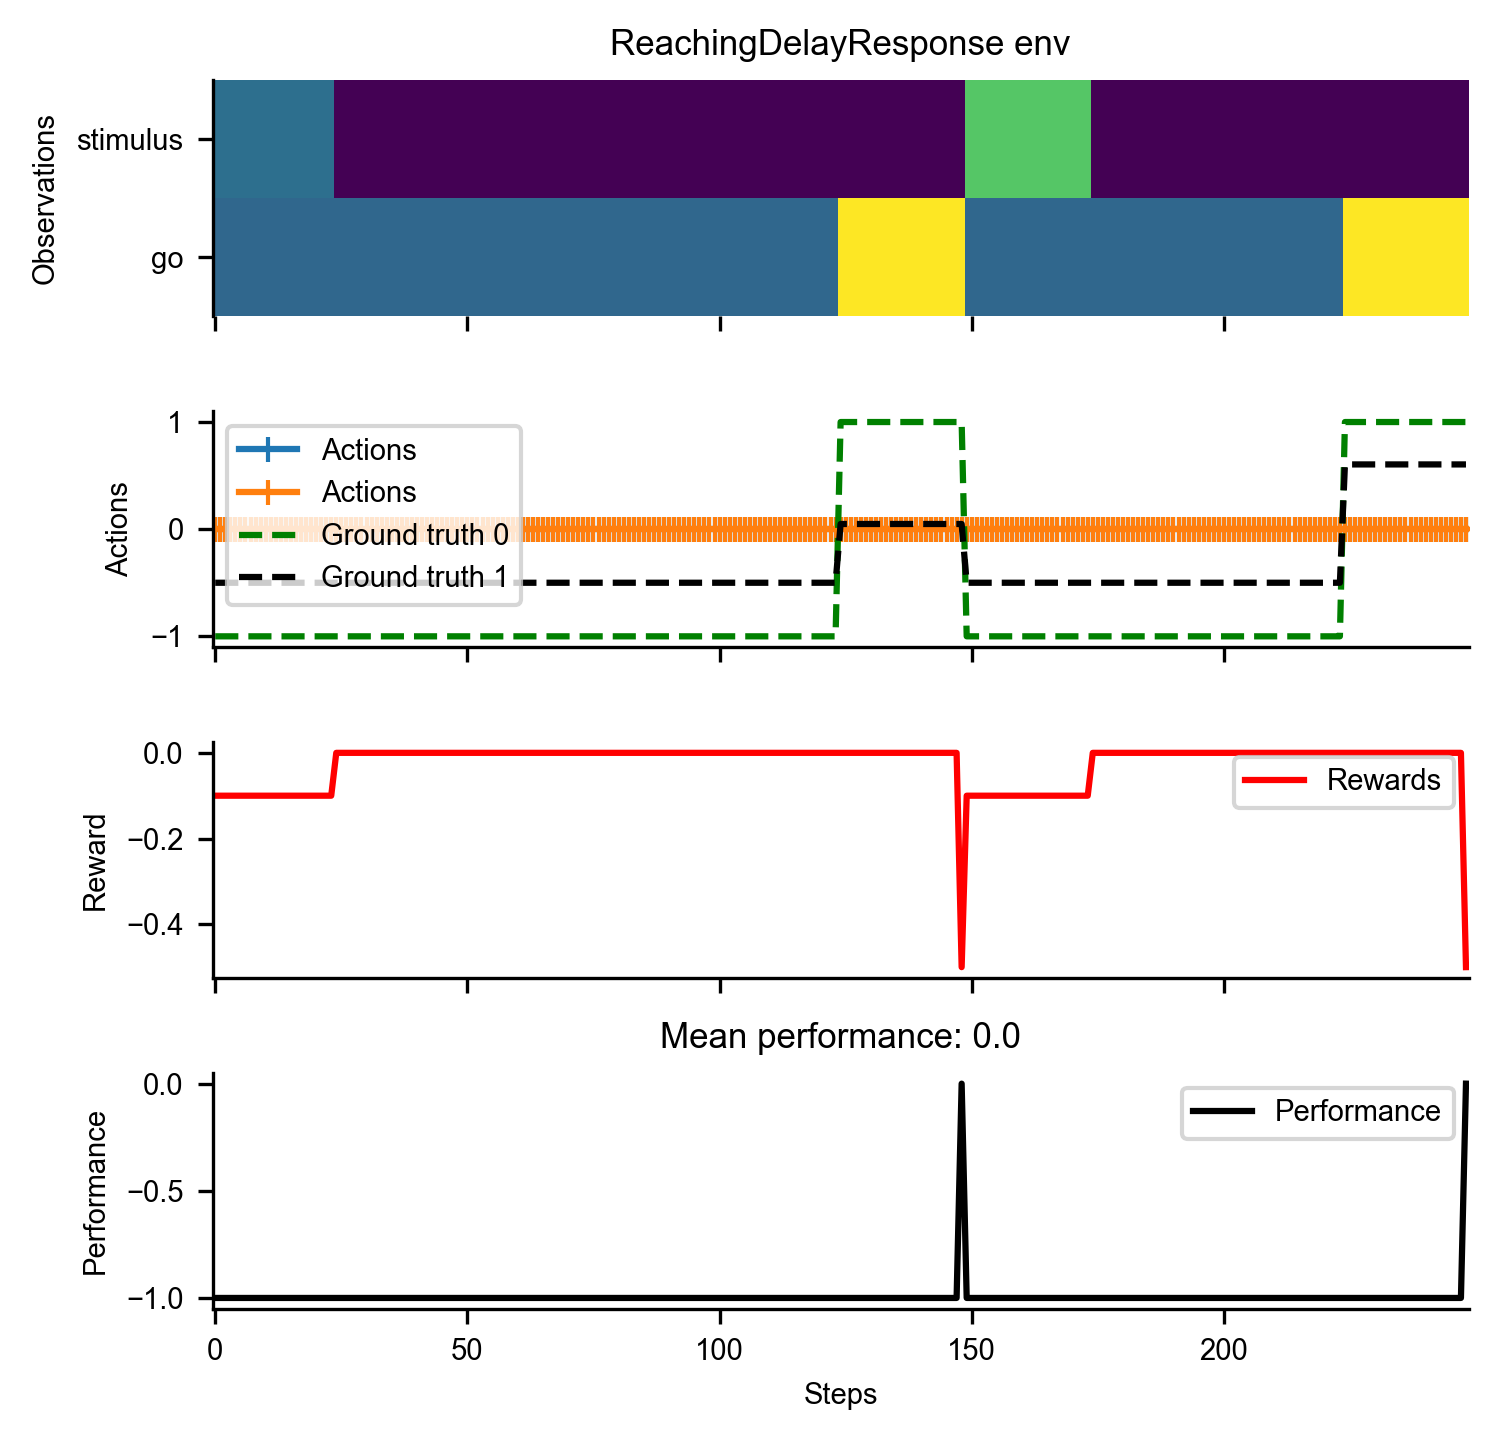 ReachingDelayResponse env
Observations
stimulus
go
Actions
1
0
−1
Actions
Actions
Ground truth 0
Ground truth 1
Reward
0.0
−0.2
−0.4
Rewards
Mean performance: 0.0
Performance
0.0
−0.5
−1.0
Performance
0 50 100 150 200
Steps